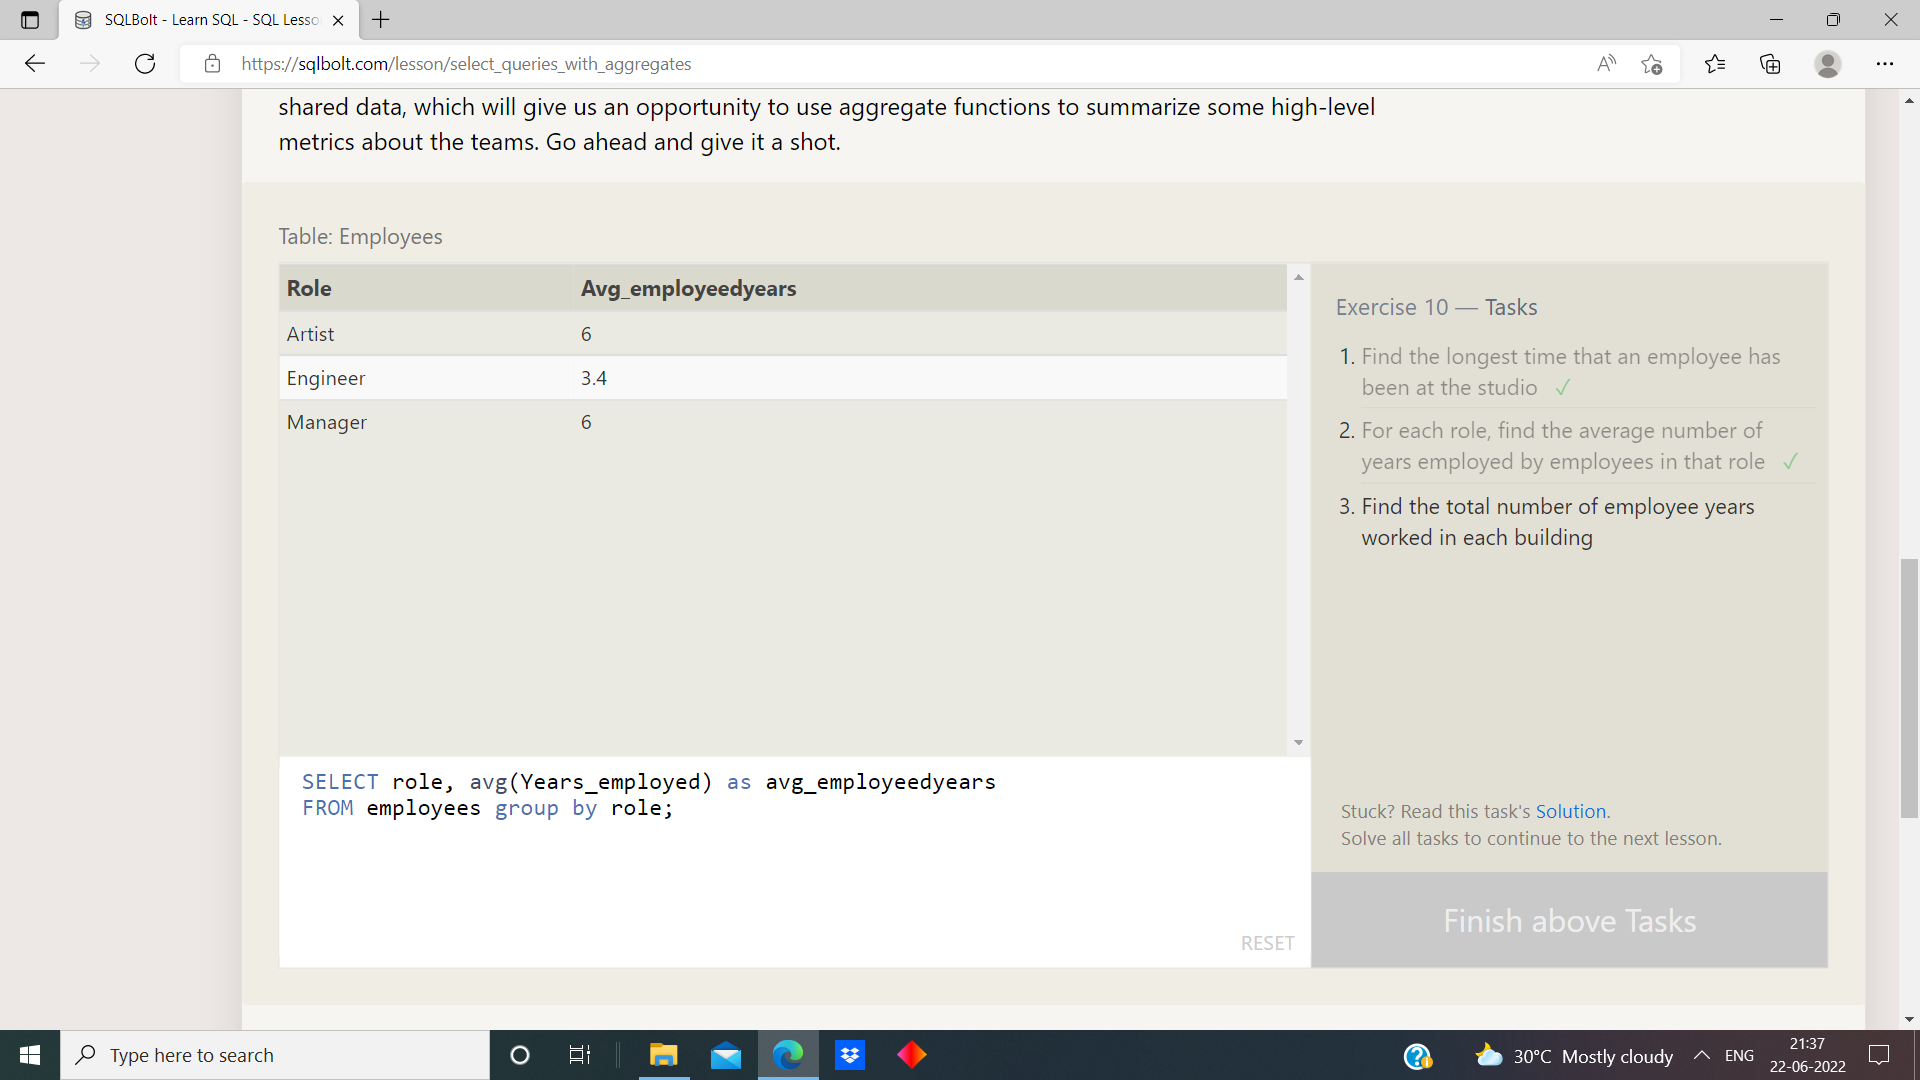 SQLBolt - Learn SQL - SQL Lesso
https://sqlbolt.com/lesson/select_queries_with_aggregates
shared data, which will give us an opportunity to use aggregate functions to summarize some high-level
metrics about the teams. Go ahead and give it a shot.
Table: Employees
Role Avg_employeedyears
Artist 6
Engineer 3.4
Manager 6
SELECT role, avg(Years_employed) as avg_employeedyears
FROM employees group by role;
RESET
Exercise 10 — Tasks
1. Find the longest time that an employee has
been at the studio ✓
2. For each role, find the average number of
years employed by employees in that role ✓
3. Find the total number of employee years
worked in each building
Stuck? Read this task's Solution.
Solve all tasks to continue to the next lesson.
Finish above Tasks
Type here to search
30°C Mostly cloudy
ENG
21:37
22-06-2022